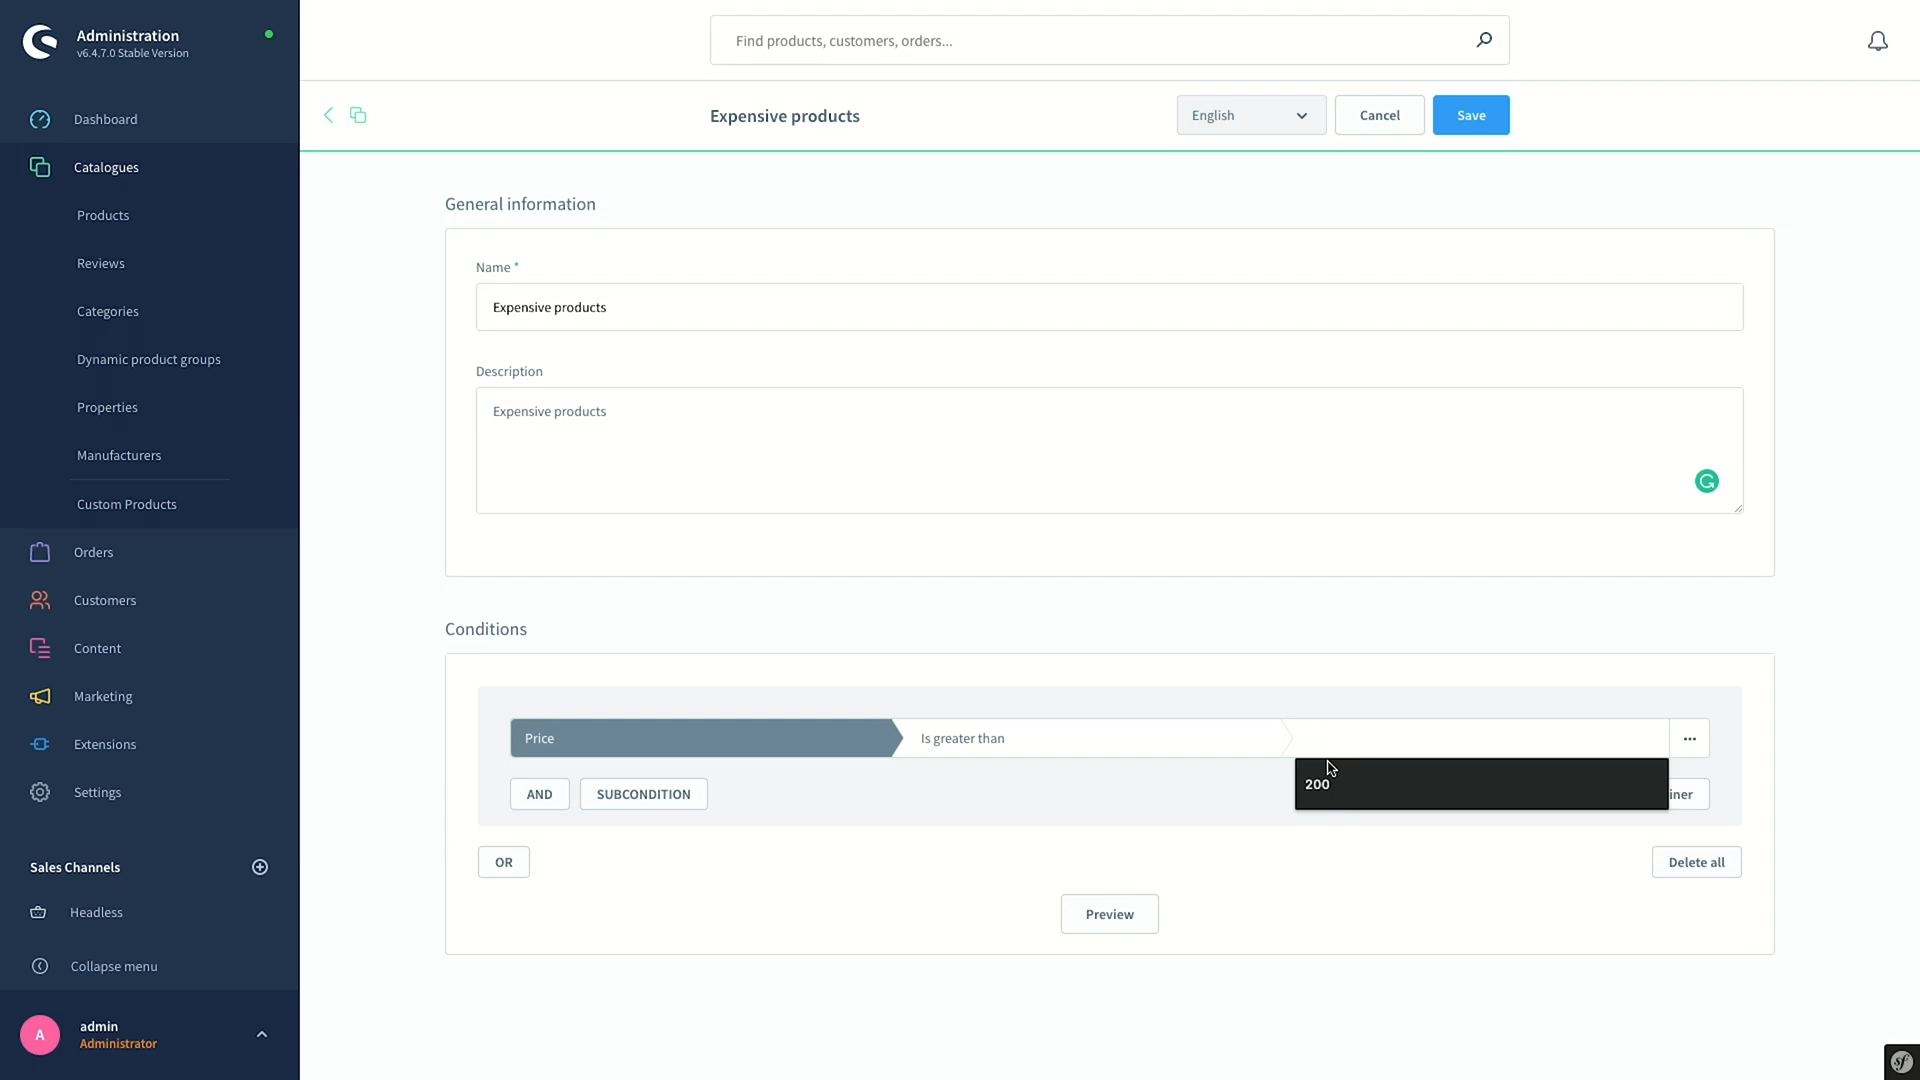 Administration
v6.4.7.0 Stable Version
Find products, customers, orders...
Dashboard
Catalogues
Products
Reviews
Categories
Dynamic product groups
Properties
Manufacturers
Custom Products
Orders
Customers
Content
Marketing
Extensions
Settings
Sales Channels
Headless
Collapse menu
A
admin
Administrator
Expensive products
English
Cancel
Save
General information
Name *
Expensive products
Description
Expensive products
Conditions
Price
Is greater than
...
200
AND
SUBCONDITION
iner
OR
Delete all
Preview
sf